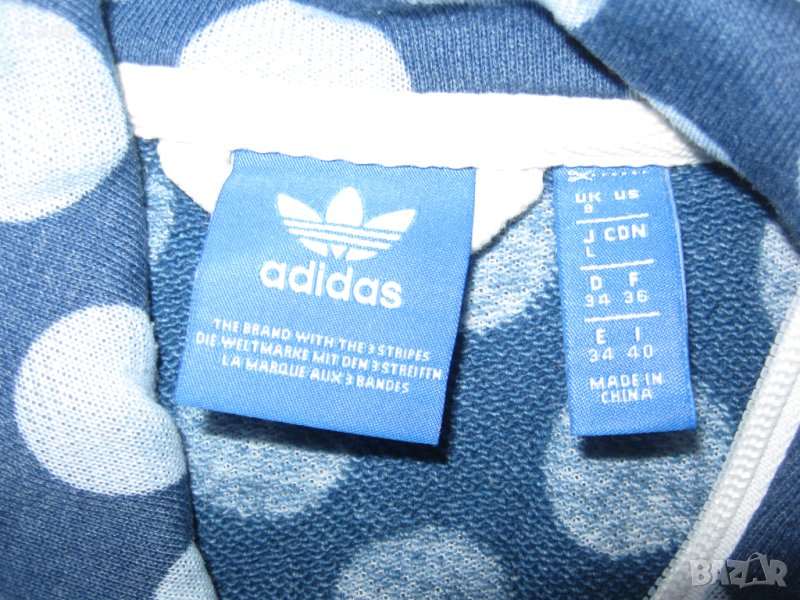 adidas
THE BRAND WITH THE 3 STRIPES
DIE WELTMARKE MIT DEN 3 STREIFEN
LA MARQUE AUX 3 BANDES
UK US
8
J CDN
L
D F
34 36
E I
34 40
MADE IN
CHINA
BAZAR